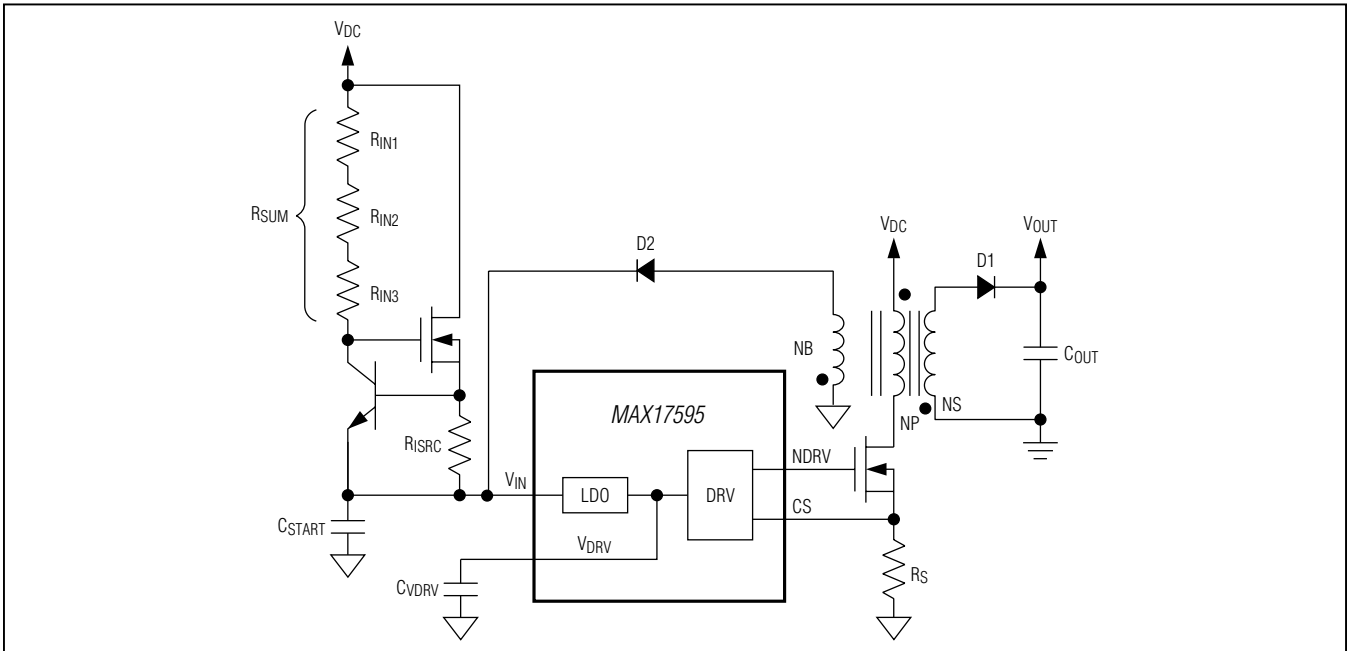 VDC
RIN1
RSUM
RIN2
RIN3
RISRC
CSTART
VIN
D2
MAX17595
LDO
DRV
VDRV
CVDRV
NDRV
CS
NB
VDC
NP
NS
D1
VOUT
COUT
RS